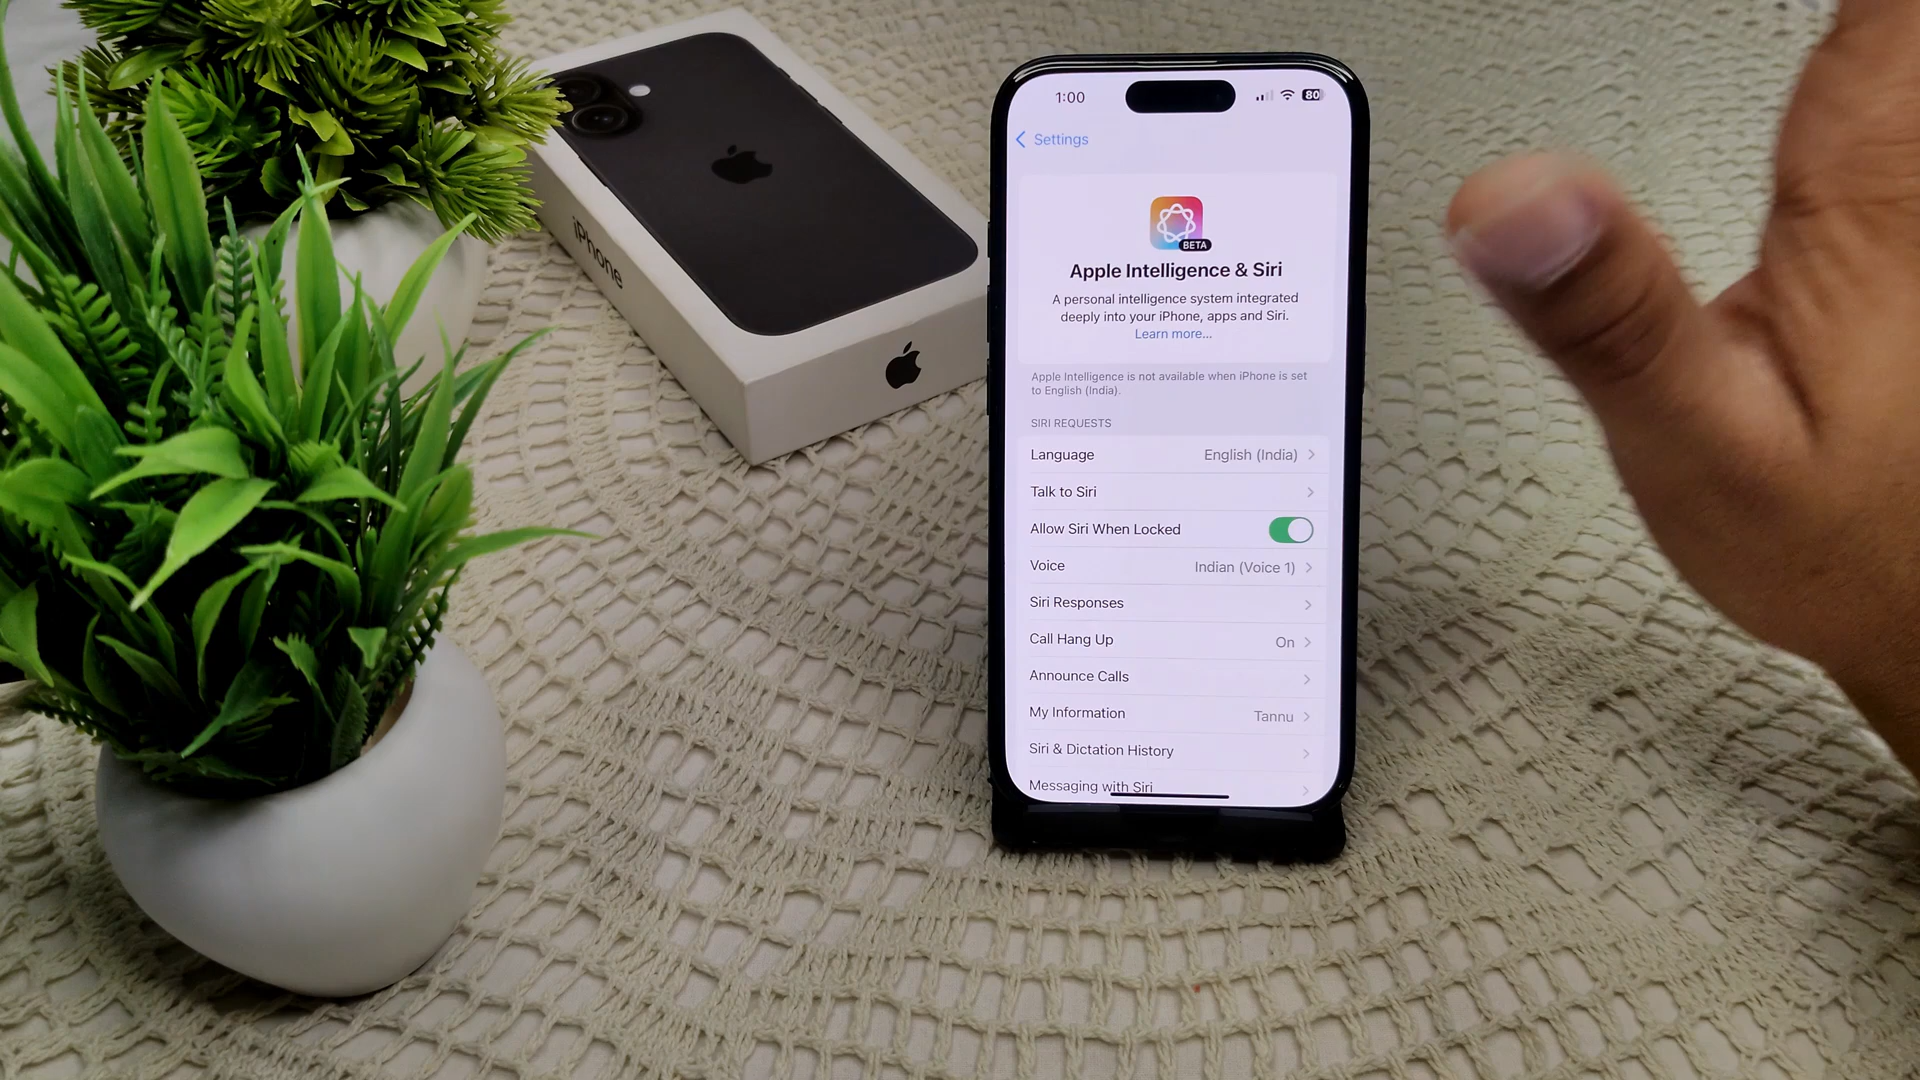 iPhone
1:00
80
Settings
BETA
Apple Intelligence & Siri
A personal intelligence system integrated
deeply into your iPhone, apps and Siri.
Learn more...
Apple Intelligence is not available when iPhone is set
to English (India).
SIRI REQUESTS
Language English (India)
Talk to Siri
Allow Siri When Locked
Voice Indian (Voice 1)
Siri Responses
Call Hang Up On
Announce Calls
My Information Tannu
Siri & Dictation History
Messaging with Siri